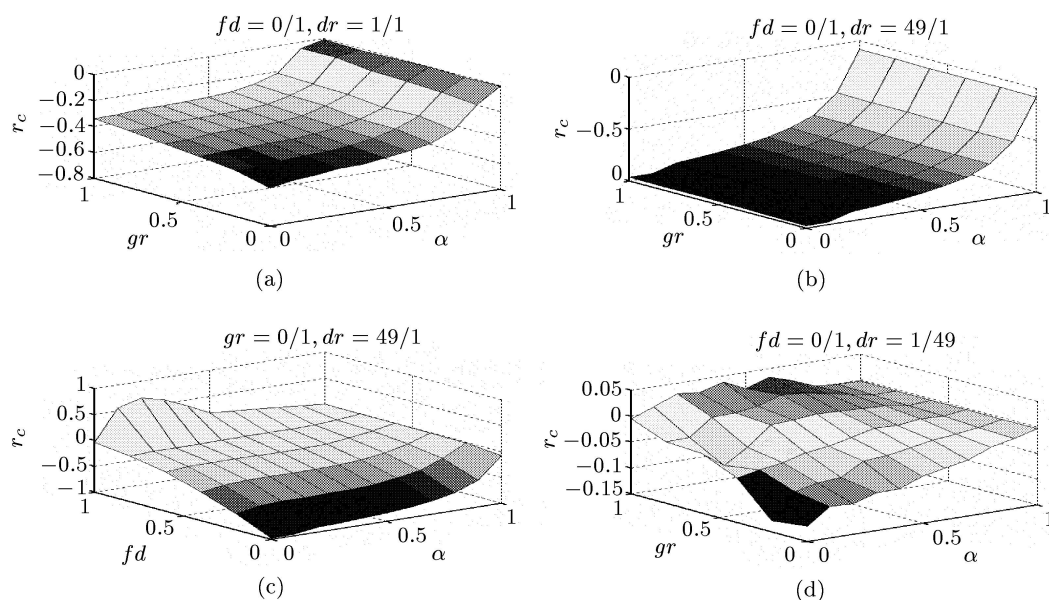 fd = 0/1, dr = 1/1
0
−0.2
−0.4
−0.6
−0.8
r_c
1
0.5
0
gr
0
0.5
1
α
(a)
fd = 0/1, dr = 49/1
0
−0.5
0
r_c
1
0.5
0
gr
0
0.5
1
α
(b)
gr = 0/1, dr = 49/1
1
0.5
0
−0.5
−1
r_c
1
0.5
0
fd
0
0.5
1
α
(c)
fd = 0/1, dr = 1/49
0.05
0
−0.05
−0.1
−0.15
r_c
1
0.5
0
gr
0
0.5
1
α
(d)